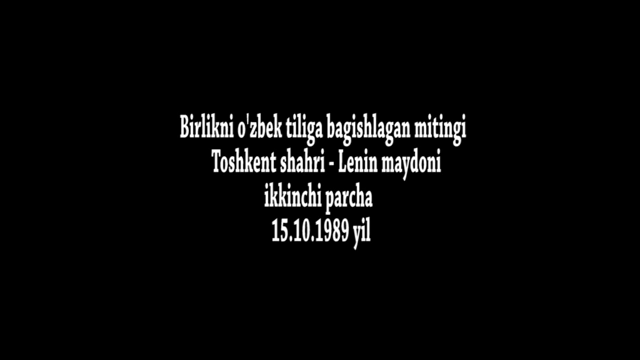 Birlikni o'zbek tiliga bagishlagan mitingi
Toshkent shahri - Lenin maydoni
ikkinchi parcha
15.10.1989 yil